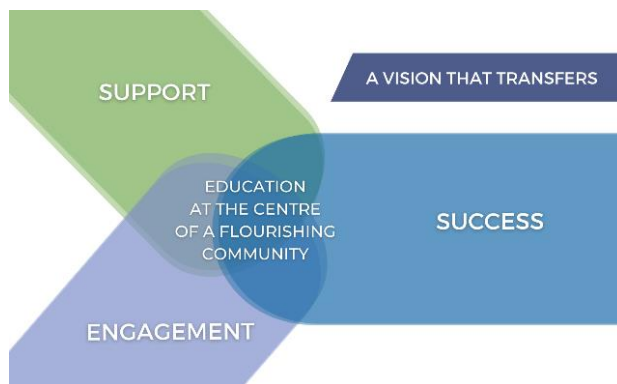 SUPPORT
A VISION THAT TRANSFERS
EDUCATION
AT THE CENTRE
OF A FLOURISHING
COMMUNITY
SUCCESS
ENGAGEMENT